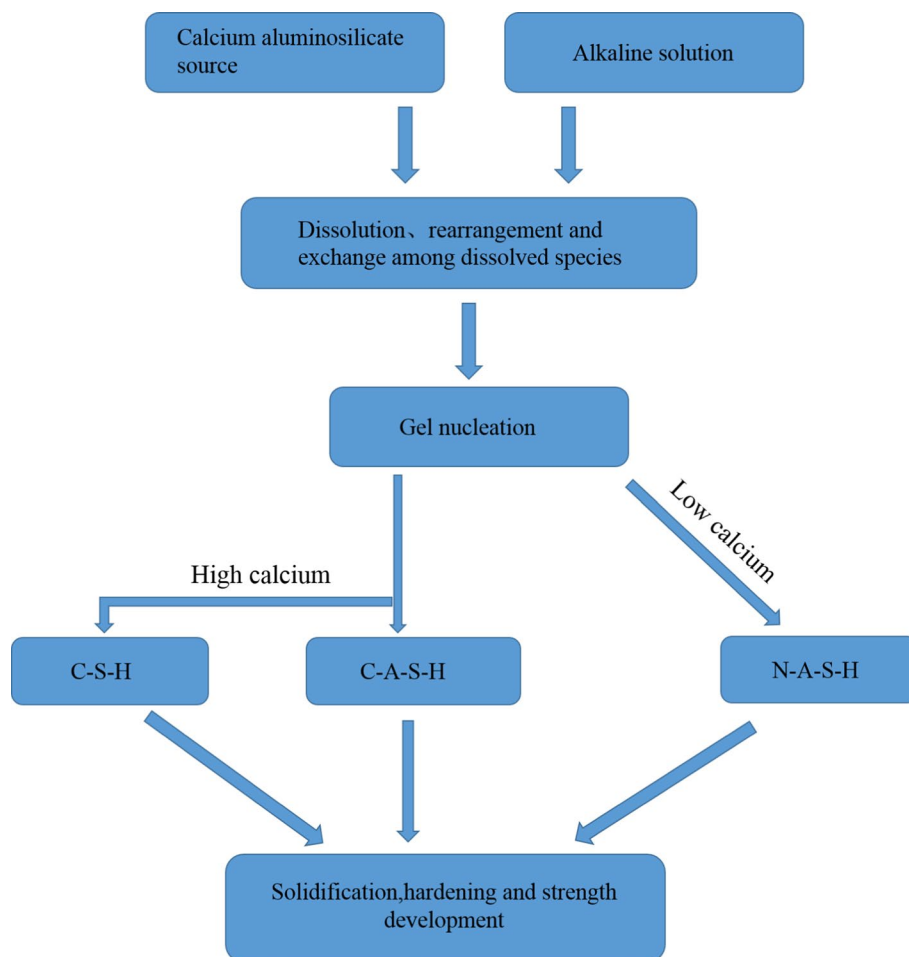 Calcium aluminosilicate
source
Alkaline solution
Dissolution、rearrangement and
exchange among dissolved species
Gel nucleation
High calcium
Low calcium
C-S-H
C-A-S-H
N-A-S-H
Solidification,hardening and strength
development